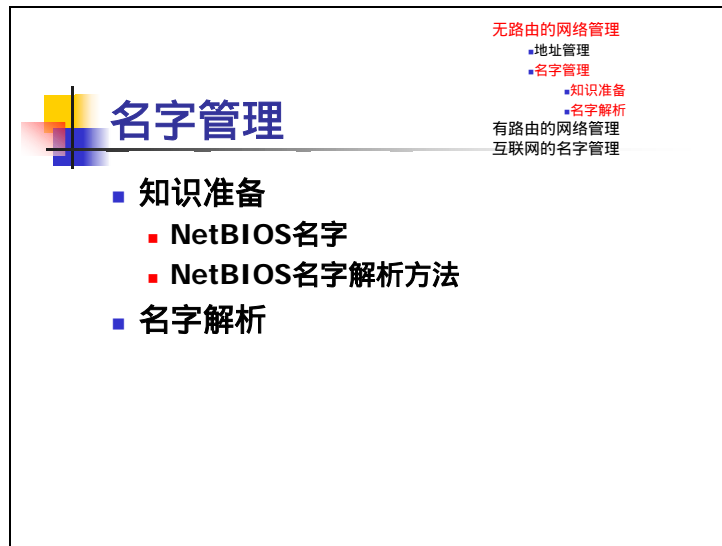 无路由的网络管理
地址管理
名字管理
知识准备
名字解析
有路由的网络管理
互联网的名字管理
名字管理
知识准备
NetBIOS名字
NetBIOS名字解析方法
名字解析